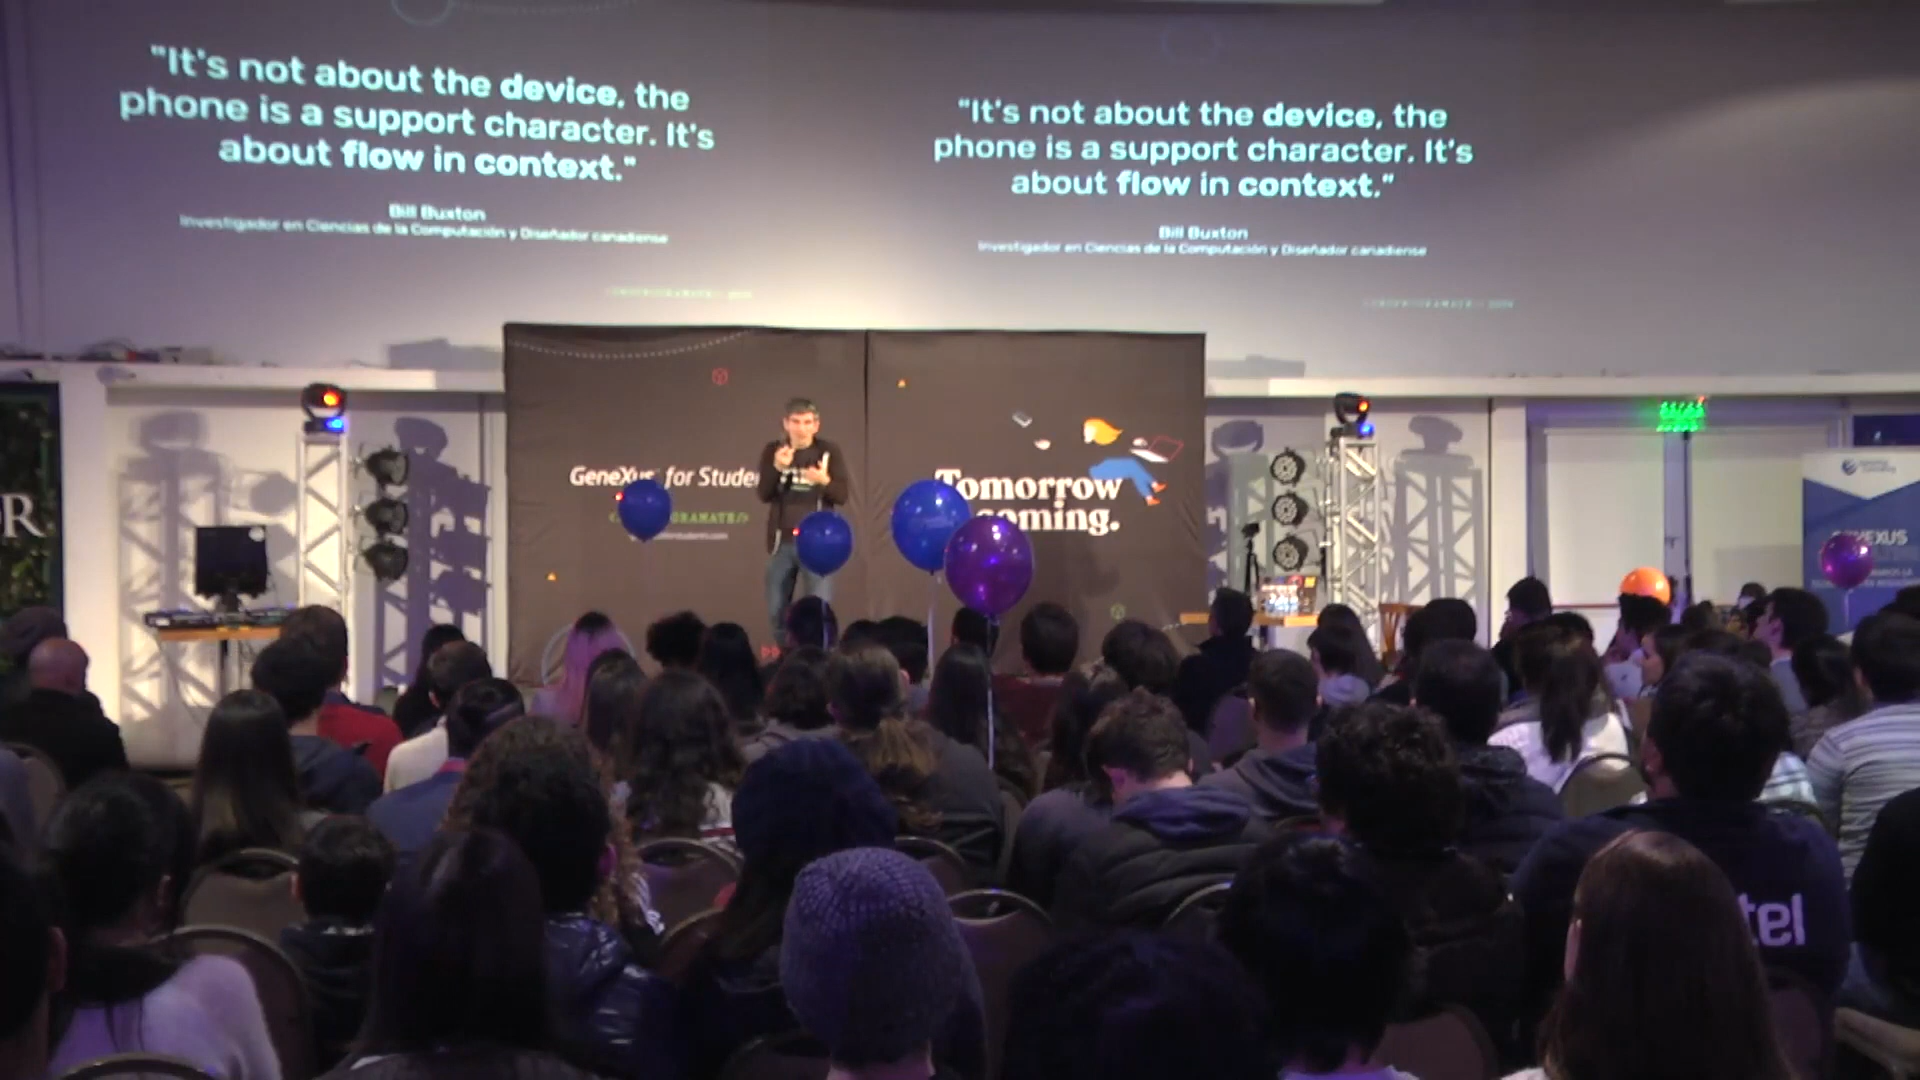 "It's not about the device, the
phone is a support character. It's
about flow in context."
Bill Buxton
Investigador en Ciencias de la Computación y Diseñador canadiense
"It's not about the device, the
phone is a support character. It's
about flow in context."
Bill Buxton
Investigador en Ciencias de la Computación y Diseñador canadiense
GeneXus for Stude
Tomorrow
coming.
OR
tel